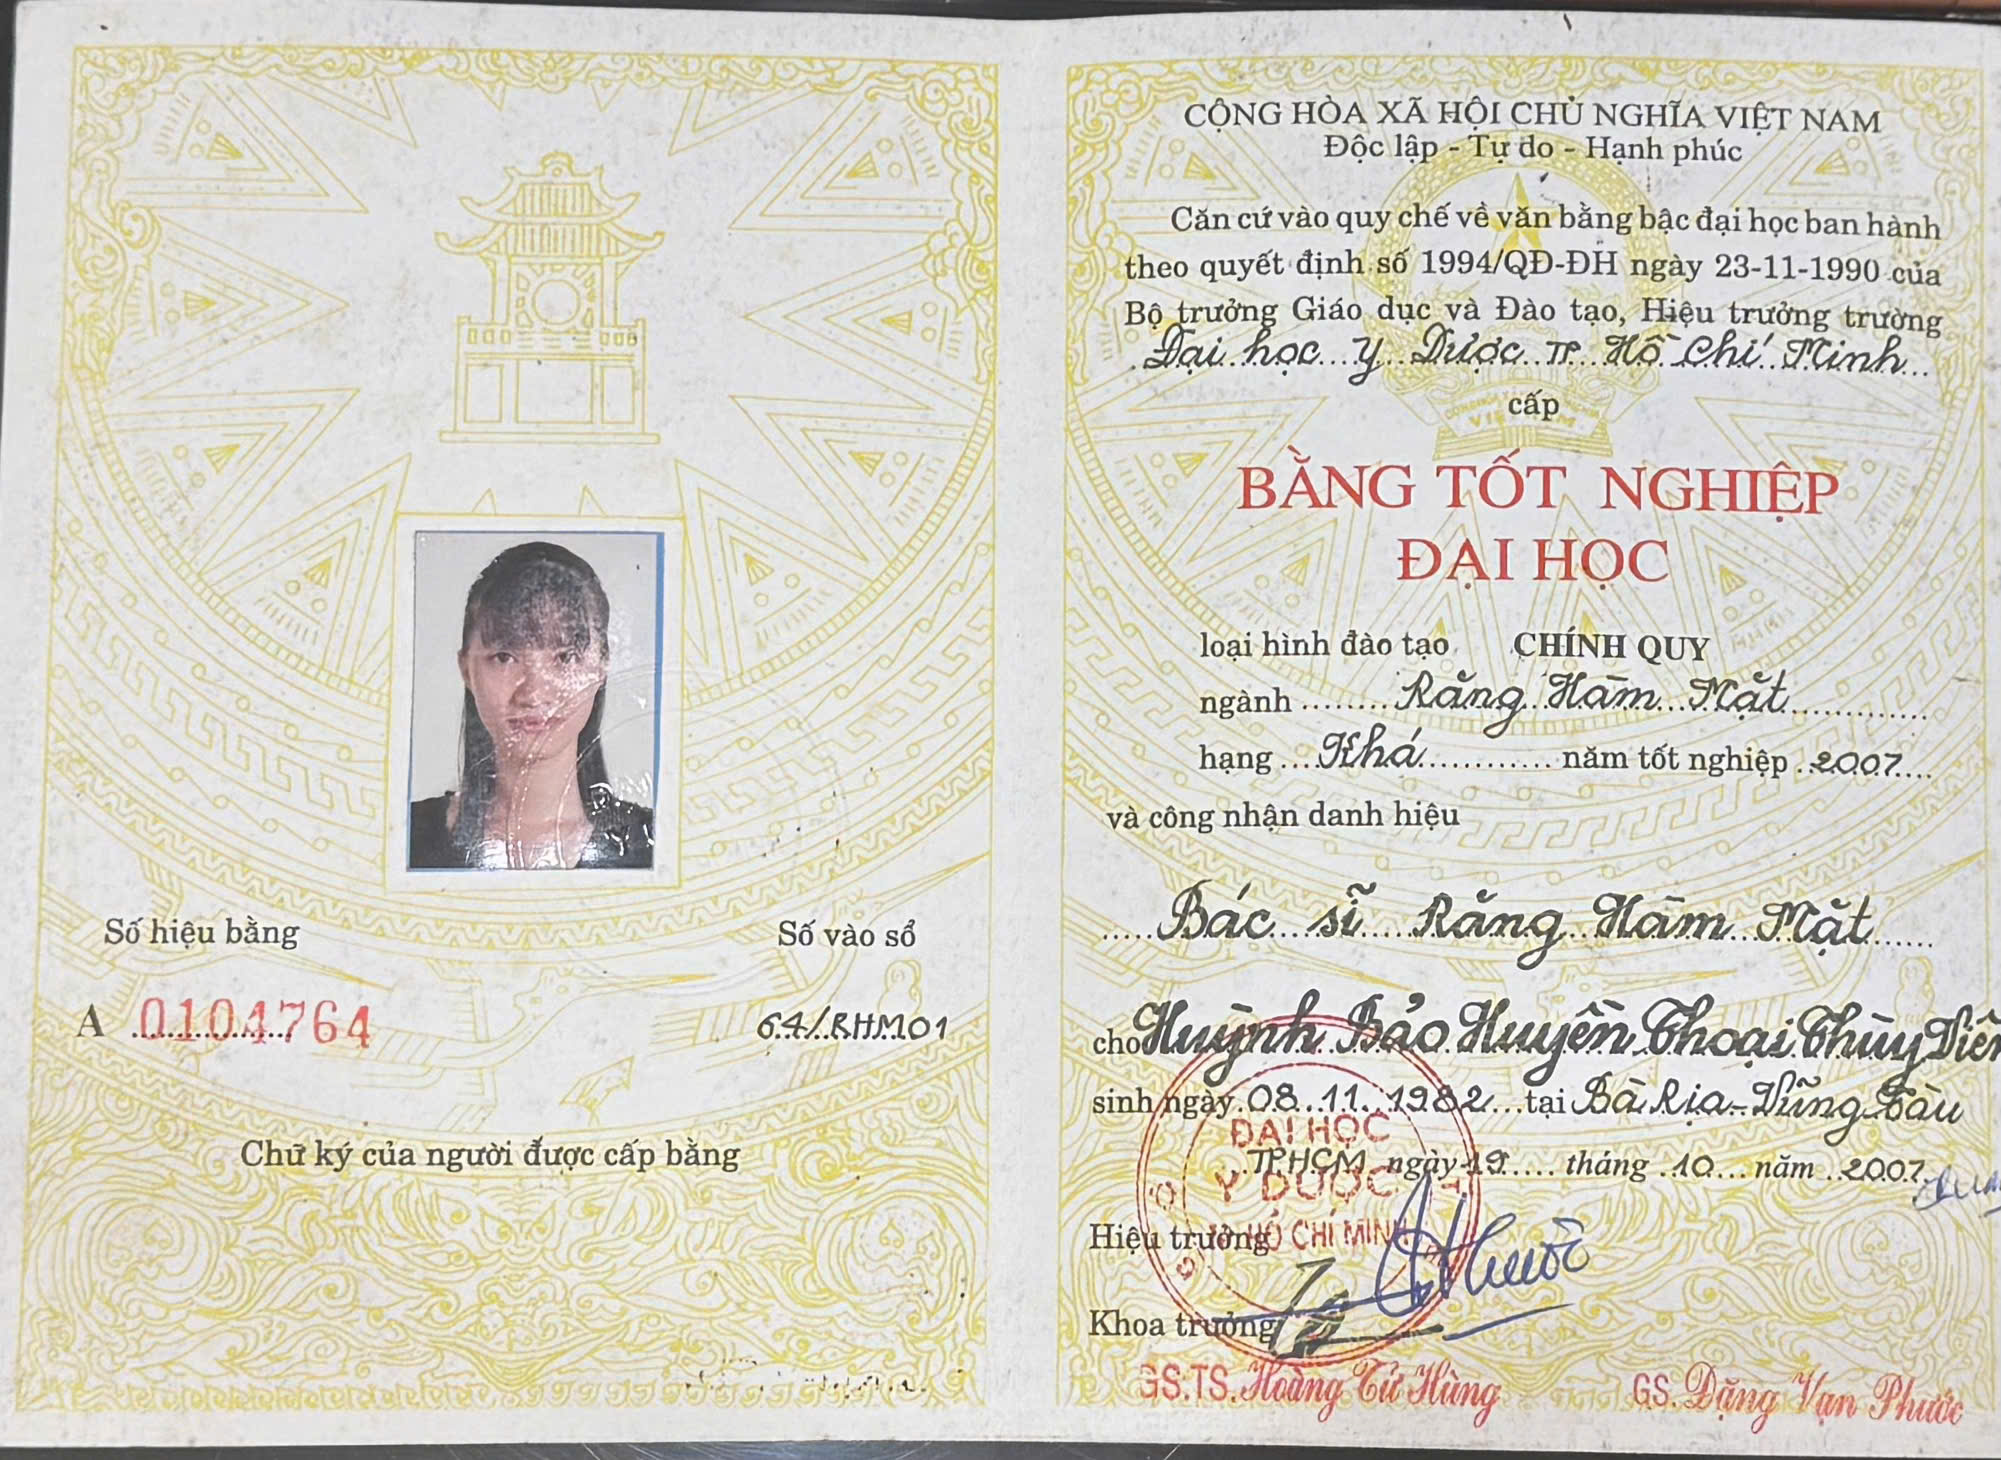 Số hiệu bằng
Số vào sổ
A 0104764
64/RHM01
Chữ ký của người được cấp bằng
CỘNG HÒA XÃ HỘI CHỦ NGHĨA VIỆT NAM
Độc lập - Tự do - Hạnh phúc
Căn cứ vào quy chế về văn bằng bậc đại học ban hành
theo quyết định số 1994/QĐ-ĐH ngày 23-11-1990 của
Bộ trưởng Giáo dục và Đào tạo, Hiệu trưởng trường
Đại học Y Dược TP. Hồ Chí Minh
cấp
BẰNG TỐT NGHIỆP
ĐẠI HỌC
loại hình đào tạo CHÍNH QUY
ngành Răng Hàm Mặt
hạng Khá năm tốt nghiệp 2007
và công nhận danh hiệu
Bác sĩ Răng Hàm Mặt
cho Huỳnh Bảo Huyền Thoại Thùy Viên
sinh ngày 08.11.1982 tại Bà Rịa-Vũng Tàu
TPHCM ngày 19 tháng 10 năm 2007
ĐẠI HỌC
Y DƯỢC
HỒ CHÍ MINH
Hiệu trưởng
Khoa trưởng
GS.TS. Hoàng Tử Hùng
GS. Đặng Vạn Phước